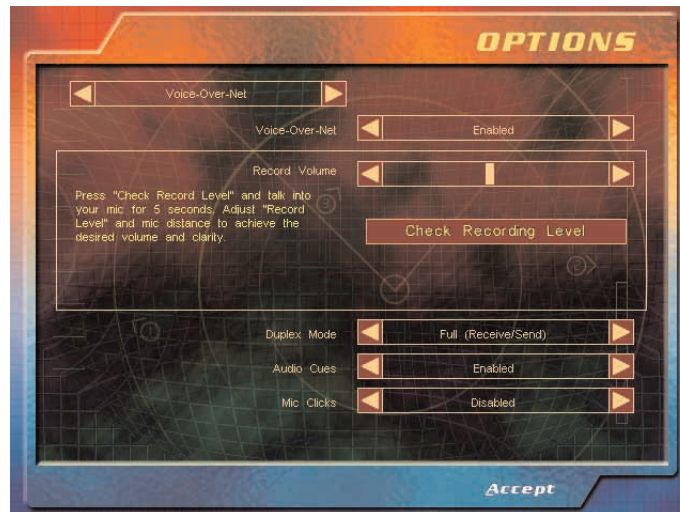 OPTIONS
Voice-Over-Net
Voice-Over-Net
Enabled
Record Volume
Press "Check Record Level" and talk into
your mic for 5 seconds. Adjust "Record
Level" and mic distance to achieve the
desired volume and clarity.
Check Recording Level
Duplex Mode
Full (Receive/Send)
Audio Cues
Enabled
Mic Clicks
Disabled
Accept